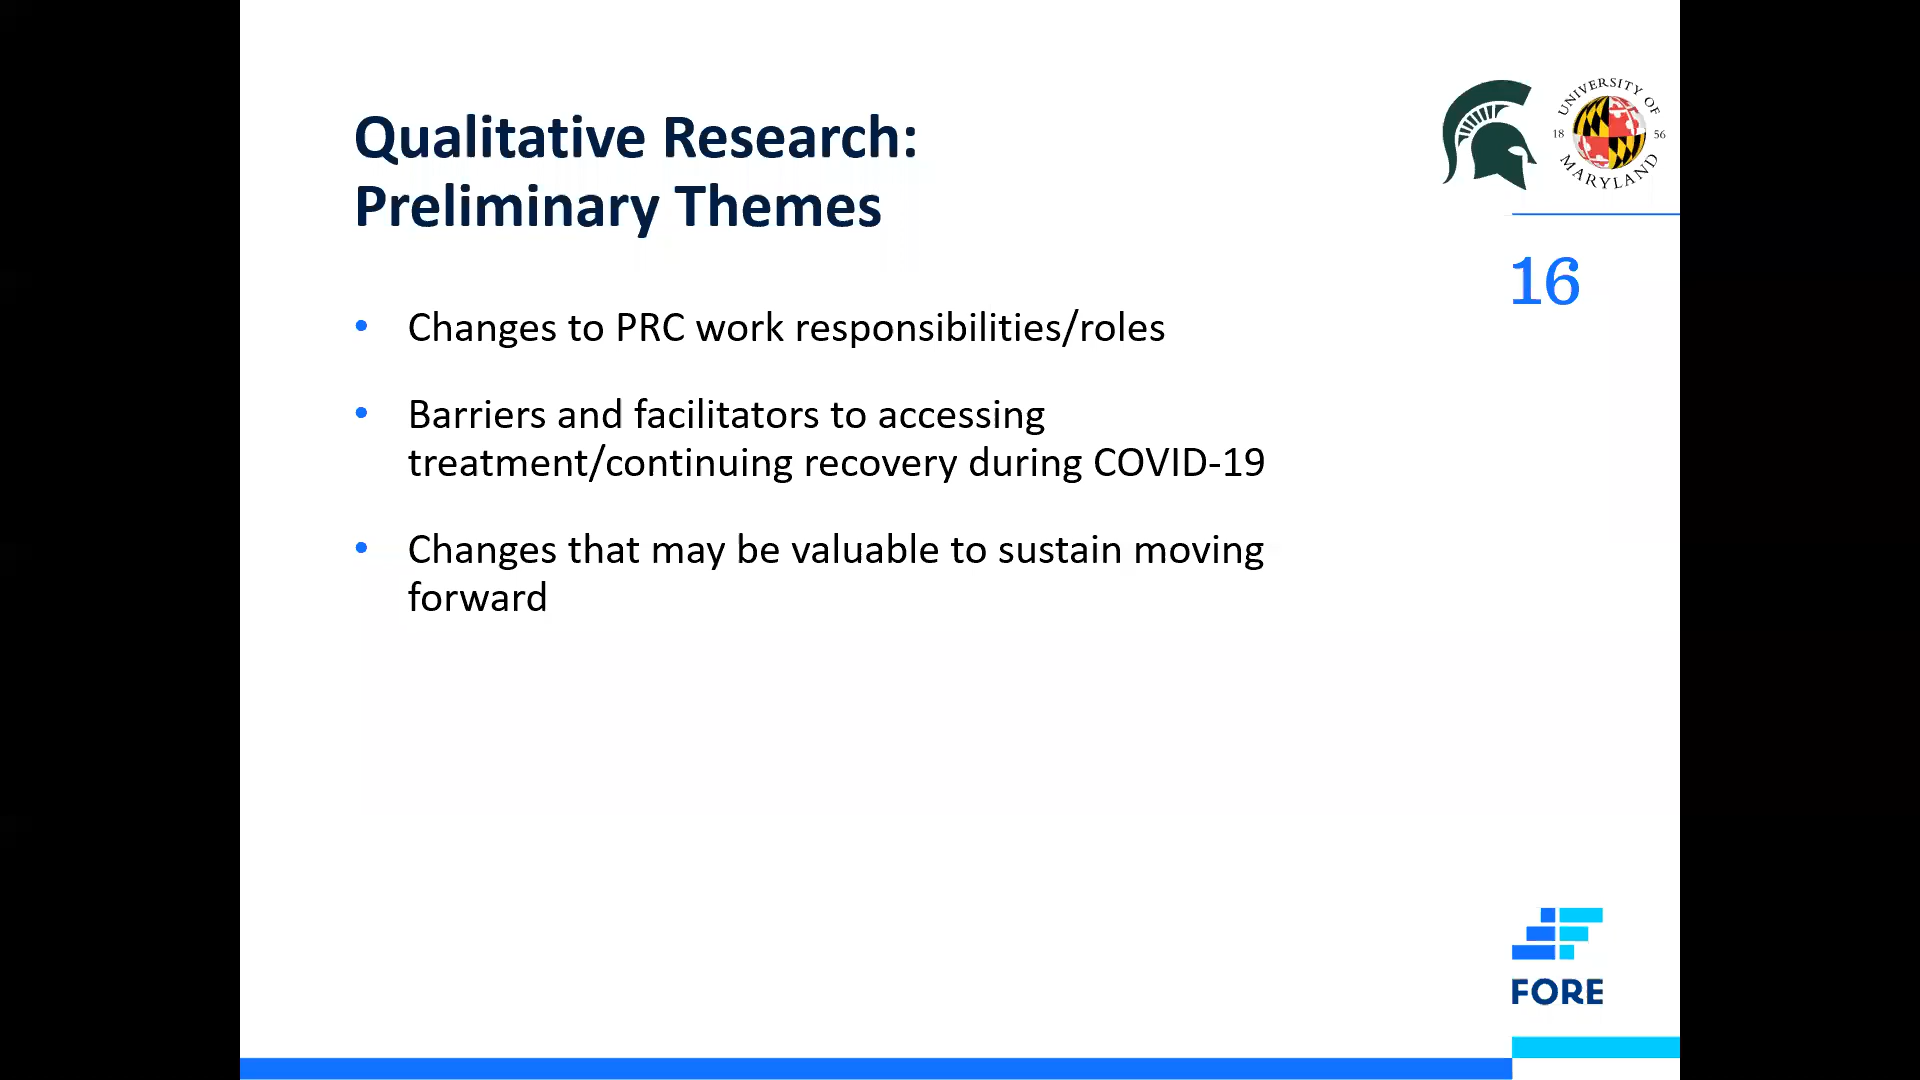 Qualitative Research:
Preliminary Themes
UNIVERSITY OF
18 56
MARYLAND
16
• Changes to PRC work responsibilities/roles
• Barriers and facilitators to accessing
treatment/continuing recovery during COVID-19
• Changes that may be valuable to sustain moving
forward
FORE